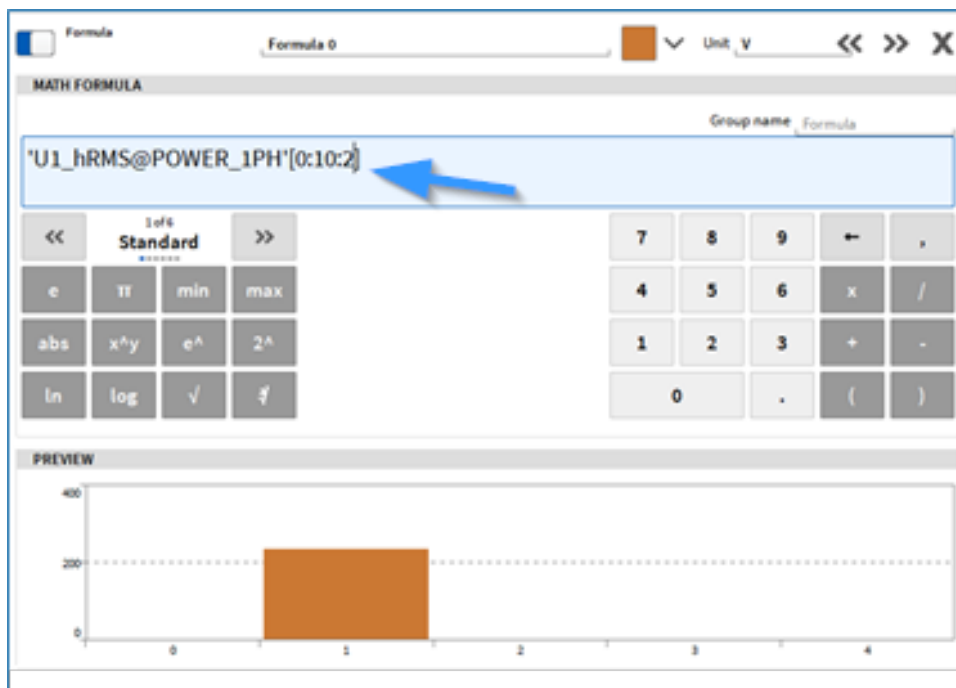 Formula
Formula 0
Unit V << >> X
MATH FORMULA
Group name Formula
'U1_hRMS@POWER_1PH'[0:10:2]
<< 1 of 6 >> 7 8 9 ← ,
Standard
e π min max 4 5 6 x /
abs x^y e^ 2^ 1 2 3 + -
ln log √ 0 . ( )
PREVIEW
400
200
0
0 1 2 3 4